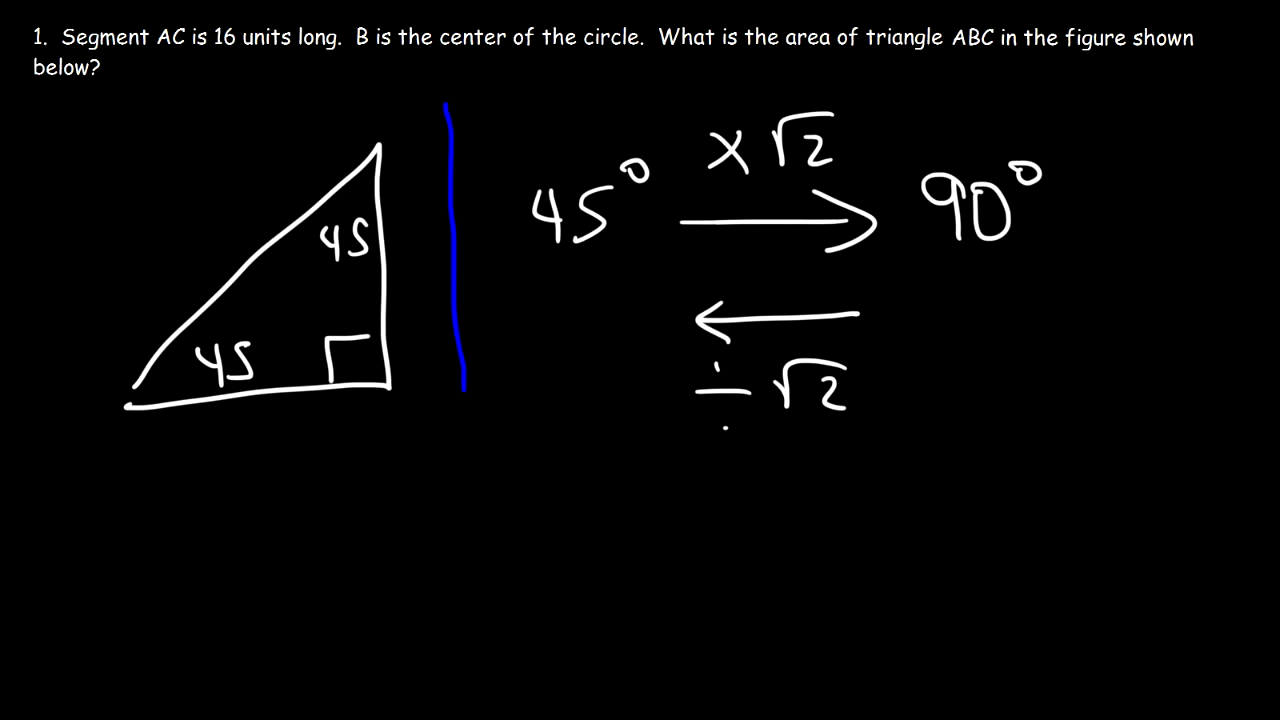 1. Segment AC is 16 units long. B is the center of the circle. What is the area of triangle ABC in the figure shown
below?
× √2
45° → 90°
45
←
45
÷ √2